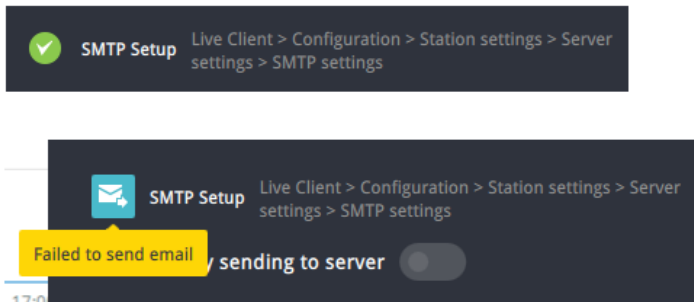 SMTP Setup Live Client > Configuration > Station settings > Server
settings > SMTP settings
SMTP Setup Live Client > Configuration > Station settings > Server
settings > SMTP settings
Failed to send email
sending to server